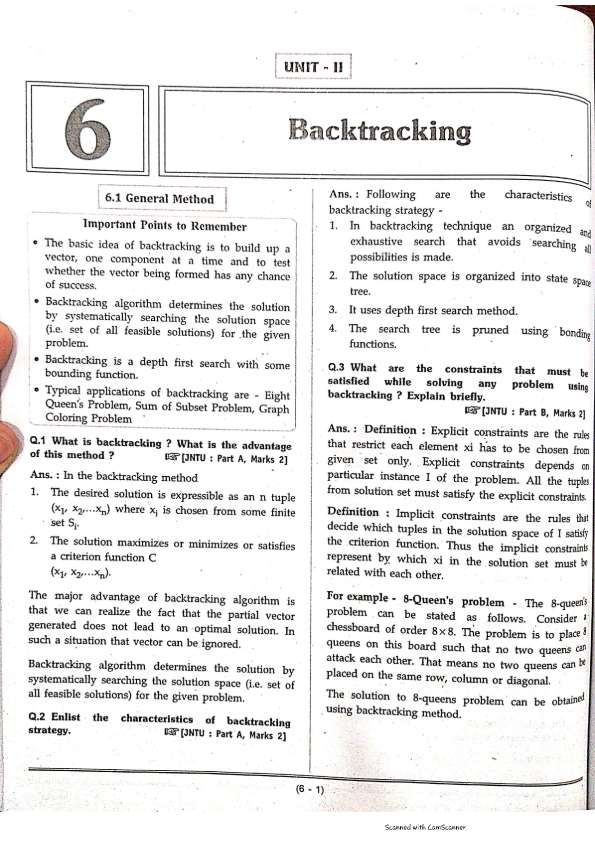 UNIT - II
6
Backtracking
6.1 General Method
Important Points to Remember
• The basic idea of backtracking is to build up a
vector, one component at a time and to test
whether the vector being formed has any chance
of success.
• Backtracking algorithm determines the solution
by systematically searching the solution space
(i.e. set of all feasible solutions) for the given
problem.
• Backtracking is a depth first search with some
bounding function.
• Typical applications of backtracking are - Eight
Queen's Problem, Sum of Subset Problem, Graph
Coloring Problem
Q.1 What is backtracking ? What is the advantage
of this method ? ☞ [JNTU : Part A, Marks 2]
Ans. : In the backtracking method
1. The desired solution is expressible as an n tuple
(x₁, x₂,...xₙ) where xᵢ is chosen from some finite
set Sᵢ.
2. The solution maximizes or minimizes or satisfies
a criterion function C
(x₁, x₂,...xₙ).
The major advantage of backtracking algorithm is
that we can realize the fact that the partial vector
generated does not lead to an optimal solution. In
such a situation that vector can be ignored.
Backtracking algorithm determines the solution by
systematically searching the solution space (i.e. set of
all feasible solutions) for the given problem.
Q.2 Enlist the characteristics of backtracking
strategy. ☞ [JNTU : Part A, Marks 2]
Ans. : Following are the characteristics of
backtracking strategy -
1. In backtracking technique an organized and
exhaustive search that avoids searching all
possibilities is made.
2. The solution space is organized into state space
tree.
3. It uses depth first search method.
4. The search tree is pruned using bonding
functions.
Q.3 What are the constraints that must be
satisfied while solving any problem using
backtracking ? Explain briefly.
☞ [JNTU : Part B, Marks 2]
Ans. : Definition : Explicit constraints are the rules
that restrict each element xi has to be chosen from
given set only. Explicit constraints depends on
particular instance I of the problem. All the tuples
from solution set must satisfy the explicit constraints.
Definition : Implicit constraints are the rules that
decide which tuples in the solution space of I satisfy
the criterion function. Thus the implicit constraints
represent by which xi in the solution set must be
related with each other.
For example - 8-Queen's problem - The 8-queen's
problem can be stated as follows. Consider a
chessboard of order 8×8. The problem is to place 8
queens on this board such that no two queens can
attack each other. That means no two queens can be
placed on the same row, column or diagonal.
The solution to 8-queens problem can be obtained
using backtracking method.
(6 - 1)
Scanned with CamScanner